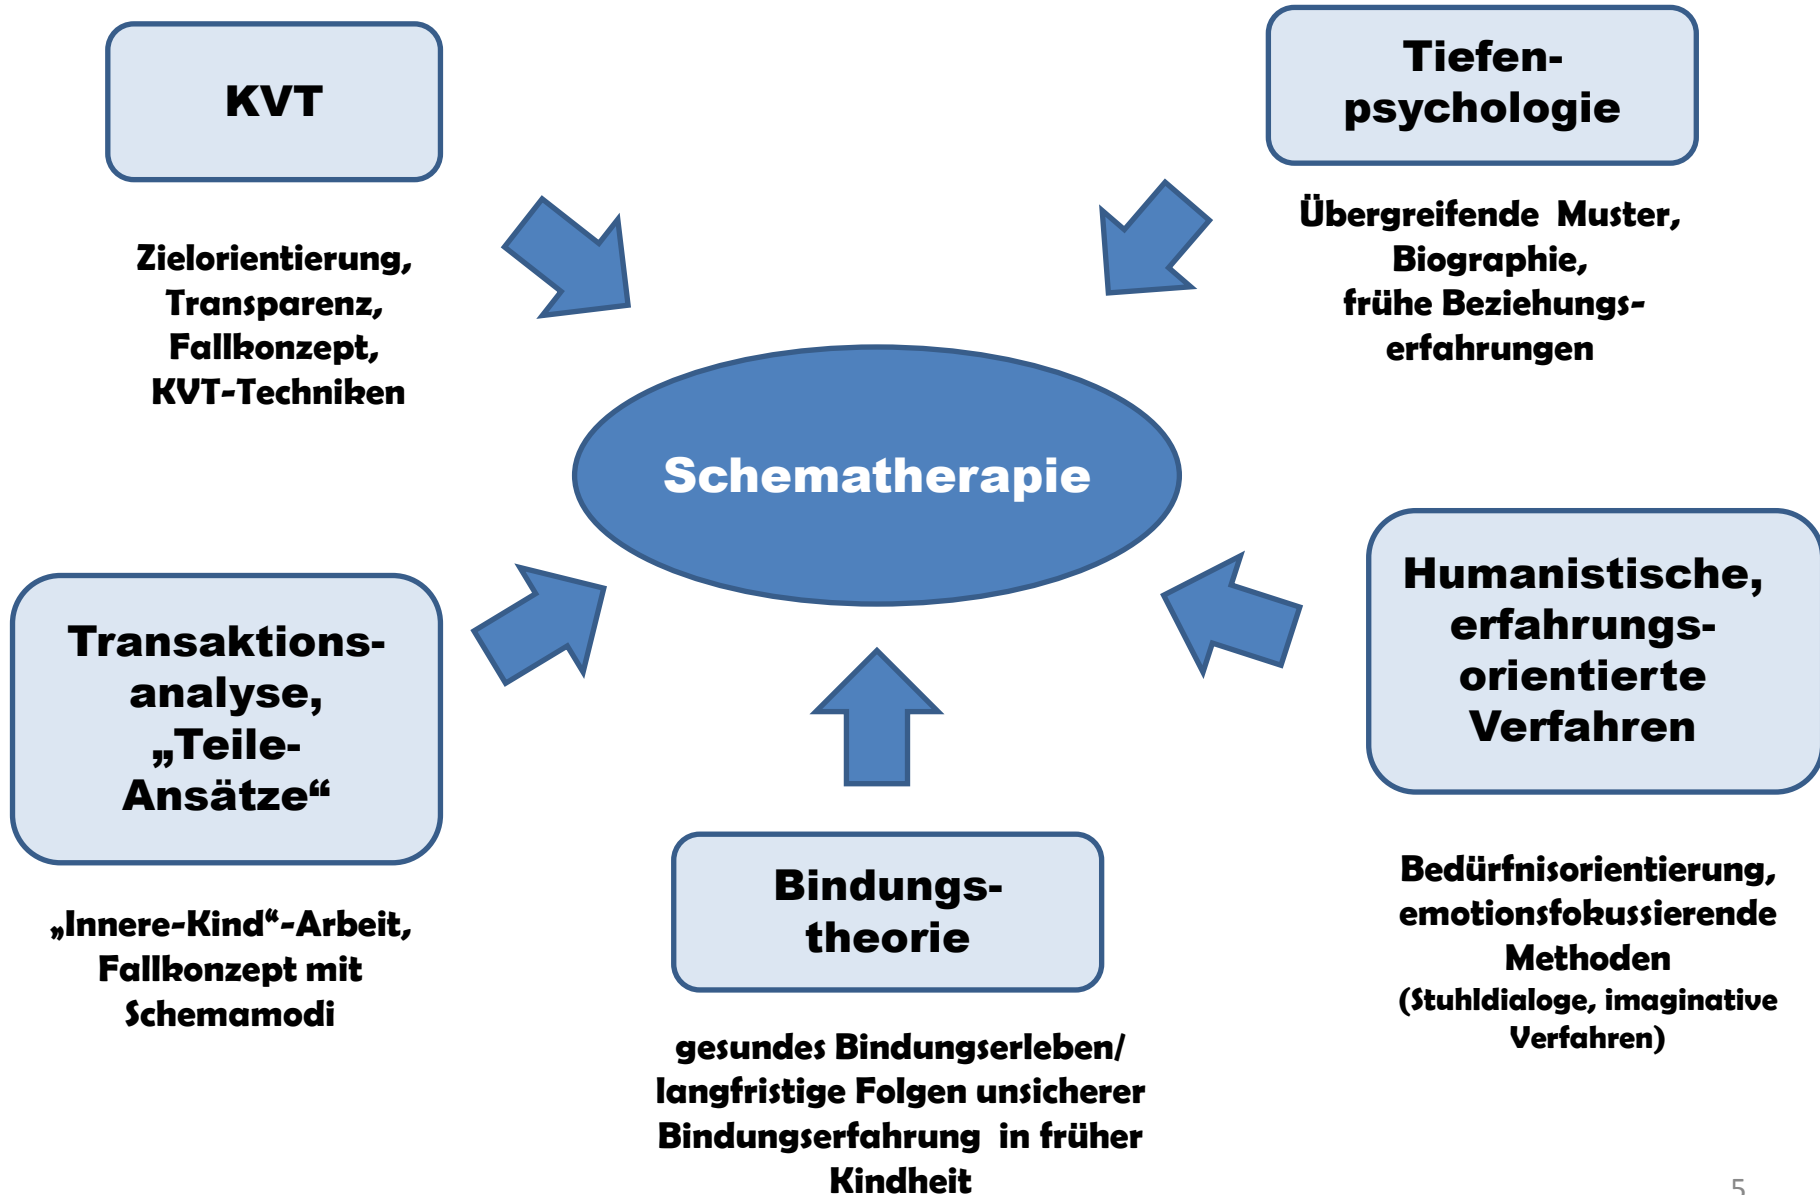 KVT
Zielorientierung,
Transparenz,
Fallkonzept,
KVT-Techniken
Tiefen-
psychologie
Übergreifende Muster,
Biographie,
frühe Beziehungs-
erfahrungen
Schematherapie
Transaktions-
analyse,
„Teile-
Ansätze“
„Innere-Kind“-Arbeit,
Fallkonzept mit
Schemamodi
Bindungs-
theorie
gesundes Bindungserleben/
langfristige Folgen unsicherer
Bindungserfahrung in früher
Kindheit
Humanistische,
erfahrungs-
orientierte
Verfahren
Bedürfnisorientierung,
emotionsfokussierende
Methoden
(Stuhldialoge, imaginative
Verfahren)
5